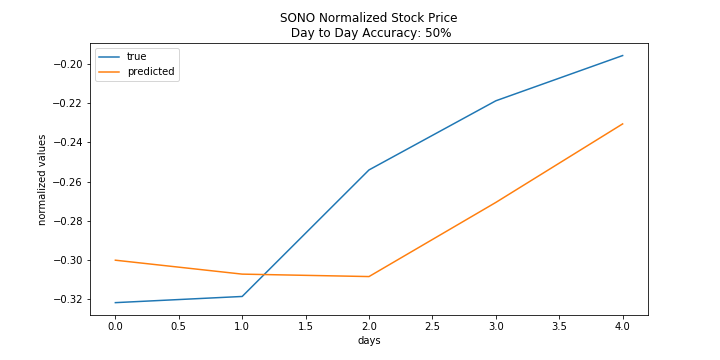 SONO Normalized Stock Price
Day to Day Accuracy: 50%
true
predicted
normalized values
−0.20
−0.22
−0.24
−0.26
−0.28
−0.30
−0.32
0.0 0.5 1.0 1.5 2.0 2.5 3.0 3.5 4.0
days